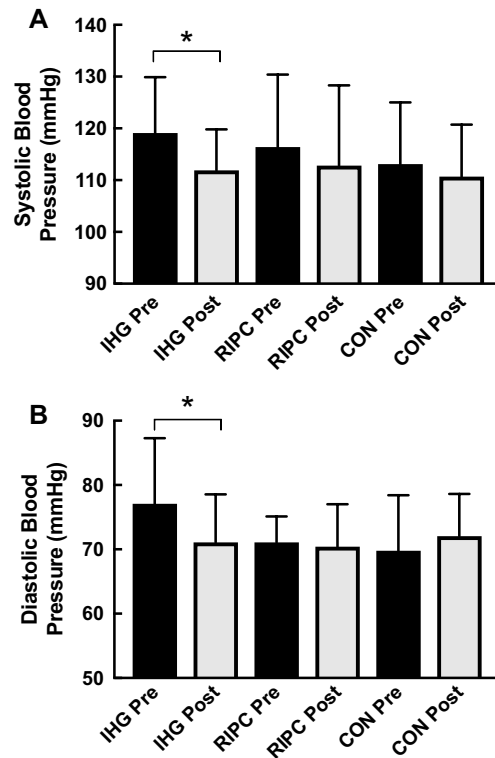 A
*
Systolic Blood
Pressure (mmHg)
140
130
120
110
100
90
IHG Pre
IHG Post
RIPC Pre
RIPC Post
CON Pre
CON Post
B
*
Diastolic Blood
Pressure (mmHg)
90
80
70
60
50
IHG Pre
IHG Post
RIPC Pre
RIPC Post
CON Pre
CON Post